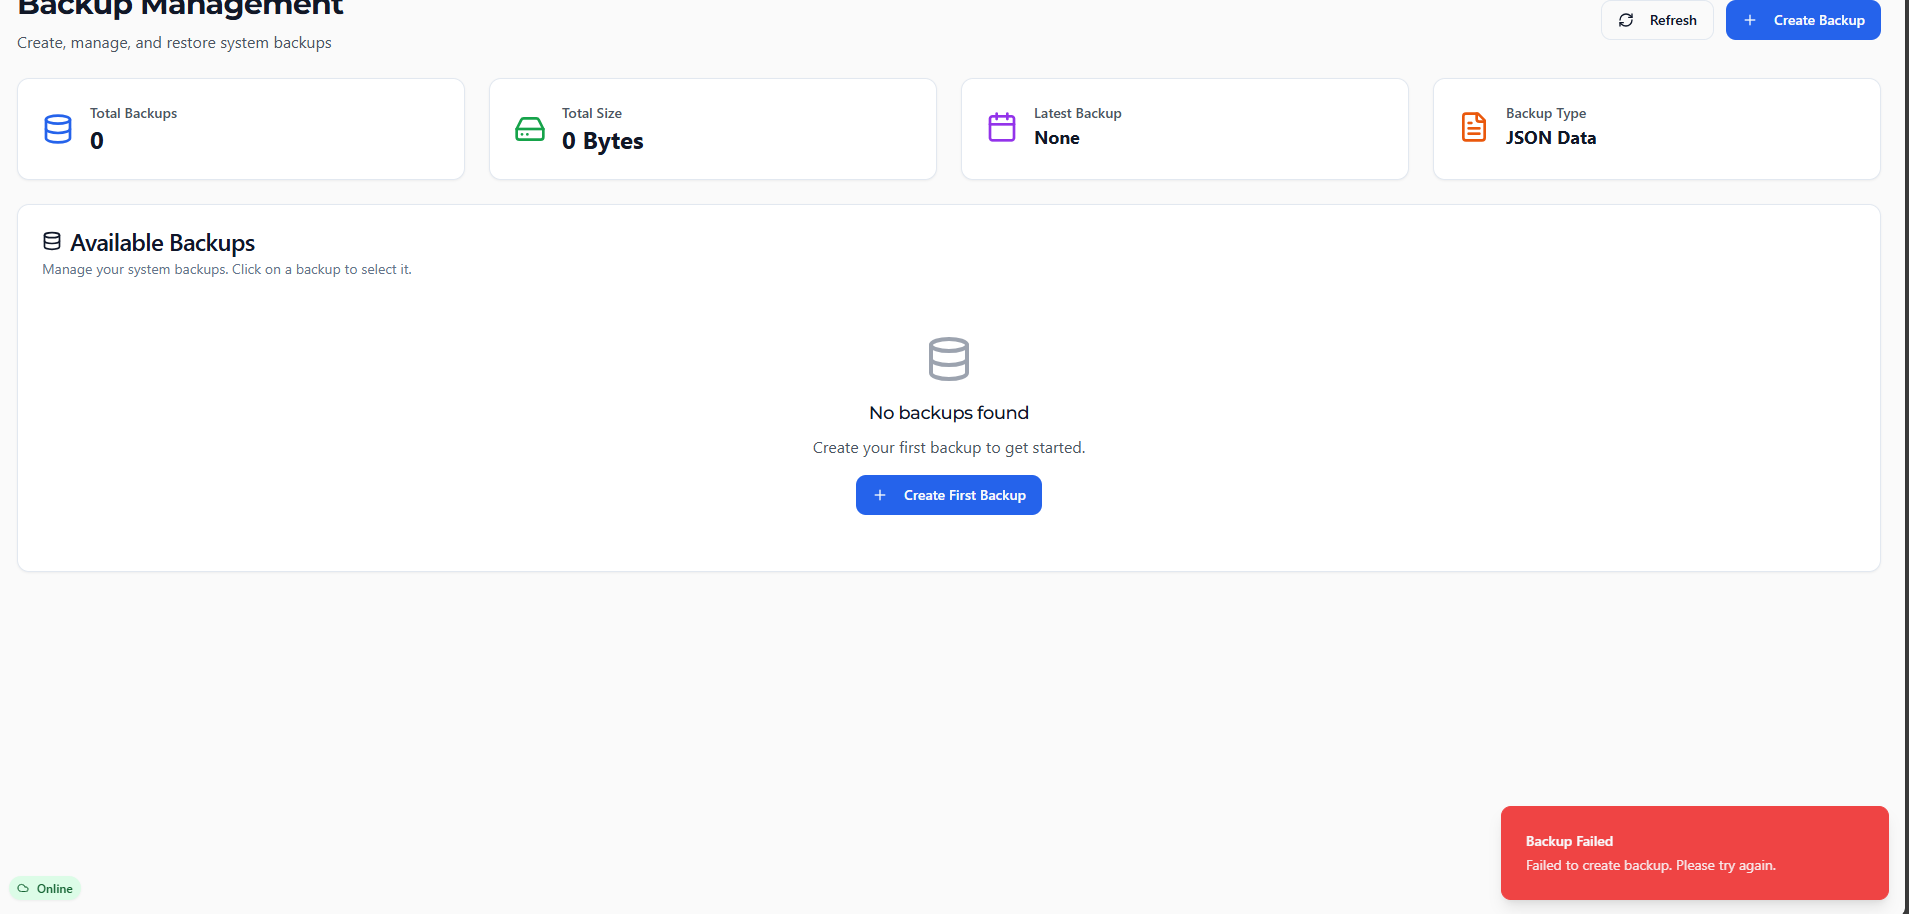 Backup Management
Create, manage, and restore system backups
Refresh
Create Backup
Total Backups
0
Total Size
0 Bytes
Latest Backup
None
Backup Type
JSON Data
Available Backups
Manage your system backups. Click on a backup to select it.
No backups found
Create your first backup to get started.
Create First Backup
Backup Failed
Failed to create backup. Please try again.
Online